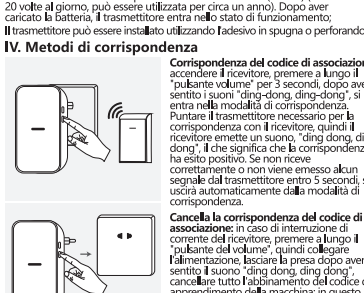 20 volte al giorno, può essere utilizzata per circa un anno). Dopo aver
caricato la batteria, il trasmettitore entra nello stato di funzionamento;
Il trasmettitore può essere installato utilizzando l'adesivo in spugna o perforando
IV. Metodi di corrispondenza
Corrispondenza del codice di
accendere il ricevitore, premere a lungo il
"pulsante volume" per 3 secondi, dopo
sentito i suoni "ding-dong, ding-dong", si
entra nella modalità di corrispondenza.
Puntare il trasmettitore necessario per la
corrispondenza con il ricevitore, quindi il
ricevitore emette un suono, "ding dong,
dong", il che significa che la
ha esito positivo. Se non riceve
correttamente o non viene emesso alcun
segnale dal trasmettitore entro 5 secondi,
uscirà automaticamente dalla modalità di
corrispondenza.
Cancella la corrispondenza del codice di
associazione: in caso di interruzione di
corrente del ricevitore, premere a lungo il
"pulsante del volume", quindi collegare
l'alimentazione, lasciare la presa dopo aver
sentito il suono "ding dong, ding dong",
cancellare tutto l'abbinamento del codice
apprendimento della macchina: in questo